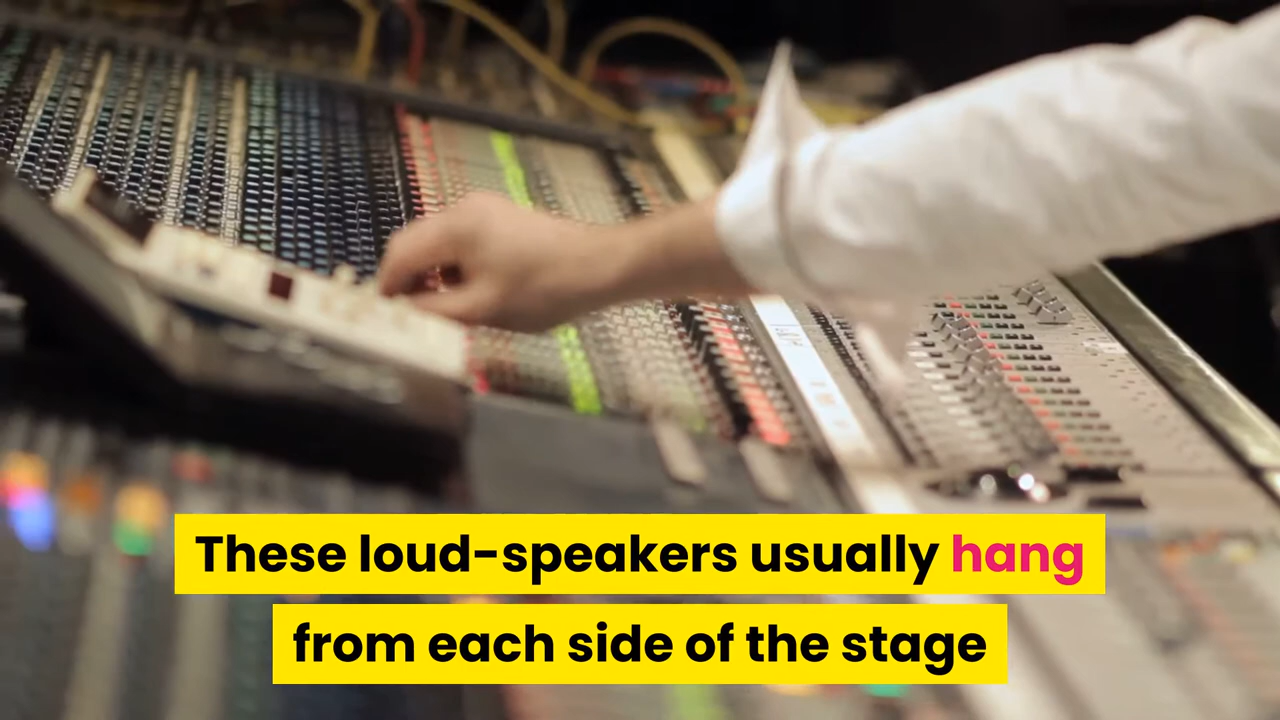 These loud-speakers usually hang
from each side of the stage